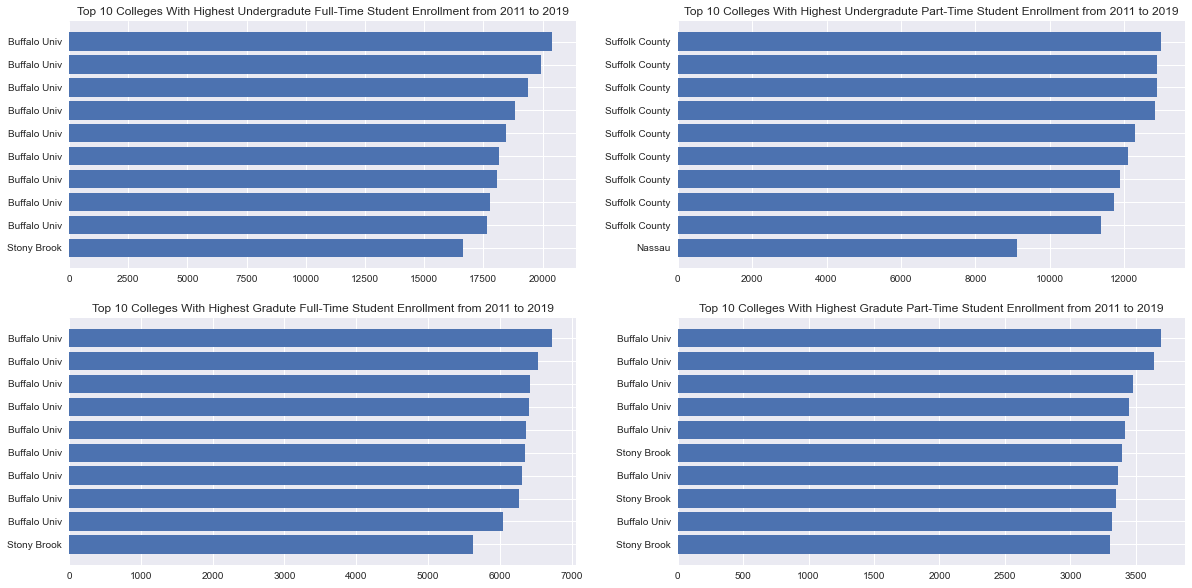 Top 10 Colleges With Highest Undergradute Full-Time Student Enrollment from 2011 to 2019
Buffalo Univ
Buffalo Univ
Buffalo Univ
Buffalo Univ
Buffalo Univ
Buffalo Univ
Buffalo Univ
Buffalo Univ
Buffalo Univ
Stony Brook
0 2500 5000 7500 10000 12500 15000 17500 20000
Top 10 Colleges With Highest Undergradute Part-Time Student Enrollment from 2011 to 2019
Suffolk County
Suffolk County
Suffolk County
Suffolk County
Suffolk County
Suffolk County
Suffolk County
Suffolk County
Suffolk County
Nassau
0 2000 4000 6000 8000 10000 12000
Top 10 Colleges With Highest Gradute Full-Time Student Enrollment from 2011 to 2019
Buffalo Univ
Buffalo Univ
Buffalo Univ
Buffalo Univ
Buffalo Univ
Buffalo Univ
Buffalo Univ
Buffalo Univ
Buffalo Univ
Stony Brook
0 1000 2000 3000 4000 5000 6000 7000
Top 10 Colleges With Highest Gradute Part-Time Student Enrollment from 2011 to 2019
Buffalo Univ
Buffalo Univ
Buffalo Univ
Buffalo Univ
Buffalo Univ
Stony Brook
Buffalo Univ
Stony Brook
Buffalo Univ
Stony Brook
0 500 1000 1500 2000 2500 3000 3500